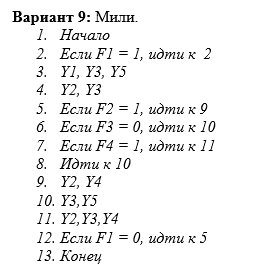 Вариант 9: Мили.
1. Начало
2. Если F1 = 1, идти к  2
3. Y1, Y3, Y5
4. Y2, Y3
5. Если F2 = 1, идти к 9
6. Если F3 = 0, идти к 10
7. Если F4 = 1, идти к 11
8. Идти к 10
9. Y2, Y4
10. Y3,Y5
11. Y2,Y3,Y4
12. Если F1 = 0, идти к 5
13. Конец